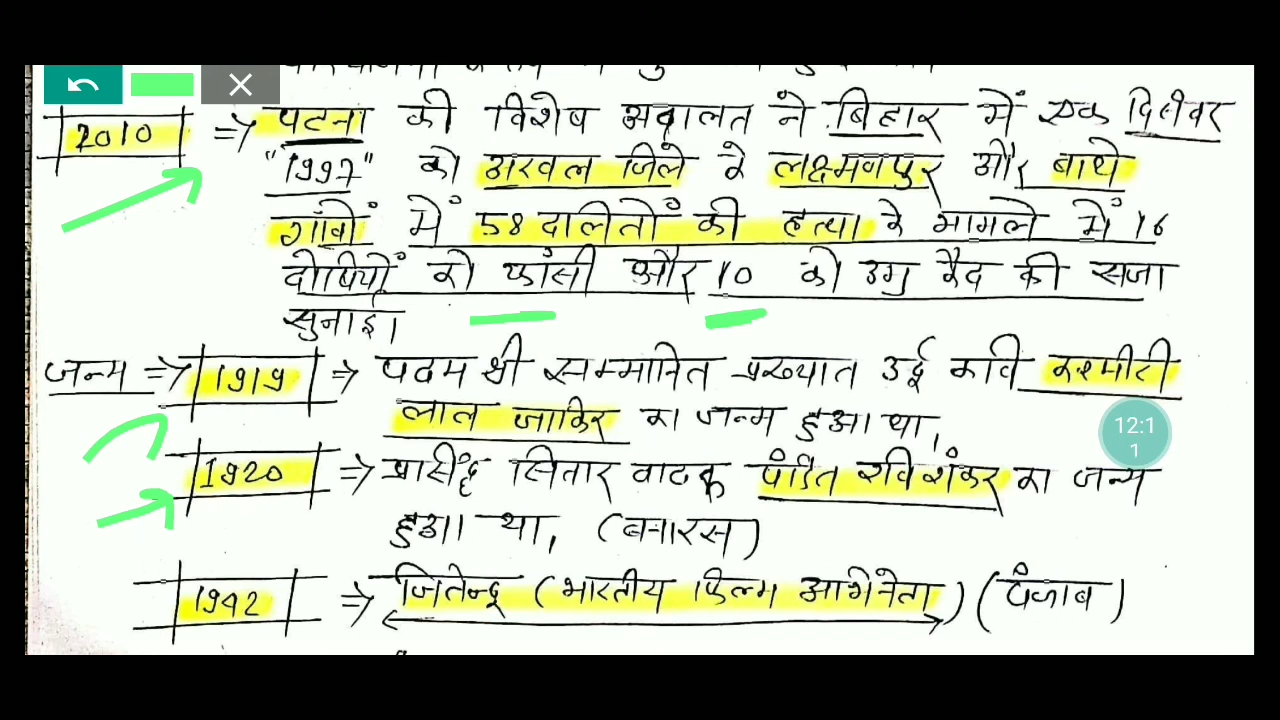 2010 => पटना की विशेष अदालत ने बिहार में एक दिसंबर
"1997" को अरवल जिले के लक्ष्मणपुर और बाथे
गाँवों में 58 दालितों की हत्या के मामले में 16
दोषियों को फांसी और 10 को उम्र कैद की सजा
सुनाई।
जन्म => 1919 => पदम श्री सम्मानित प्रख्यात उर्दू कवि कश्मीरी
लाल जाकिर का जन्म हुआ था,
1920 => प्रसिद्ध सितार वादक पंडित रविशंकर का जन्म
हुआ था, (बनारस)
1942 => जितेन्द्र (भारतीय फिल्म अभिनेता) (पंजाब)
12:1
1